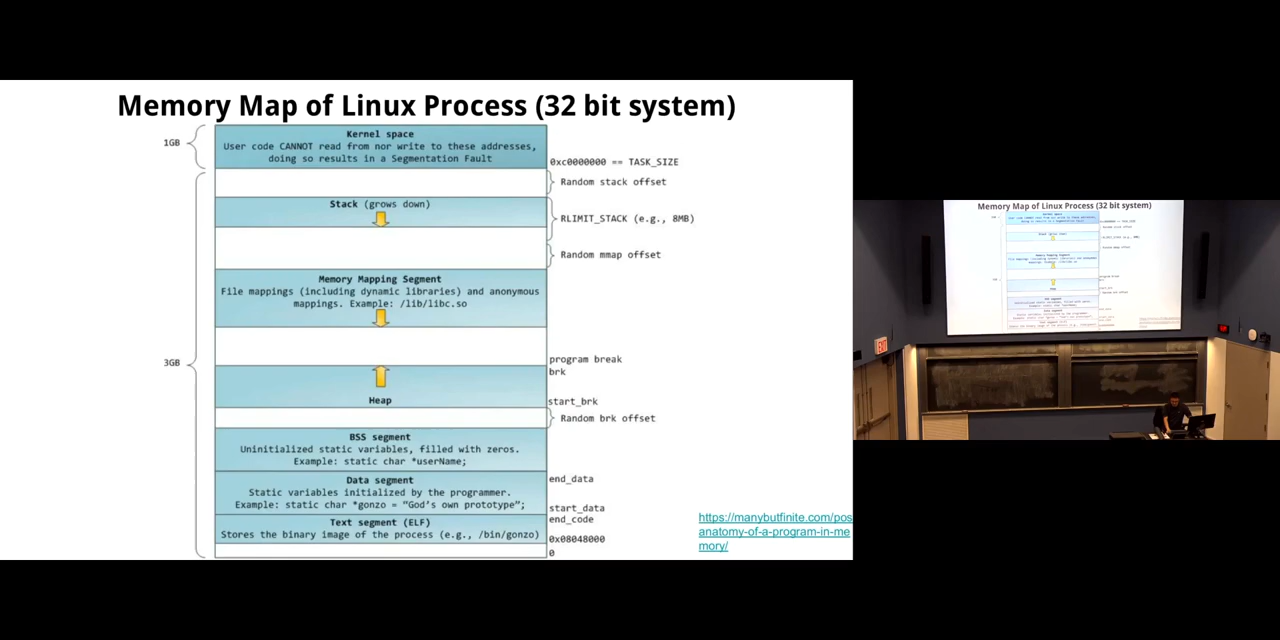 Memory Map of Linux Process (32 bit system)
1GB
Kernel space
User code CANNOT read from nor write to these addresses,
doing so results in a Segmentation Fault
0xc0000000 == TASK_SIZE
Random stack offset
Stack (grows down)
RLIMIT_STACK (e.g., 8MB)
Random mmap offset
Memory Mapping Segment
File mappings (including dynamic libraries) and anonymous
mappings. Example: /lib/libc.so
3GB
program break
brk
Heap
start_brk
Random brk offset
BSS segment
Uninitialized static variables, filled with zeros.
Example: static char *userName;
Data segment
Static variables initialized by the programmer.
Example: static char *gonzo = "God's own prototype";
end_data
start_data
Text segment (ELF)
Stores the binary image of the process (e.g., /bin/gonzo)
end_code
0x08048000
0
https://manybutfinite.com/pos
anatomy-of-a-program-in-me
mory/
Memory Map of Linux Process (32 bit system)
Heap
EXIT